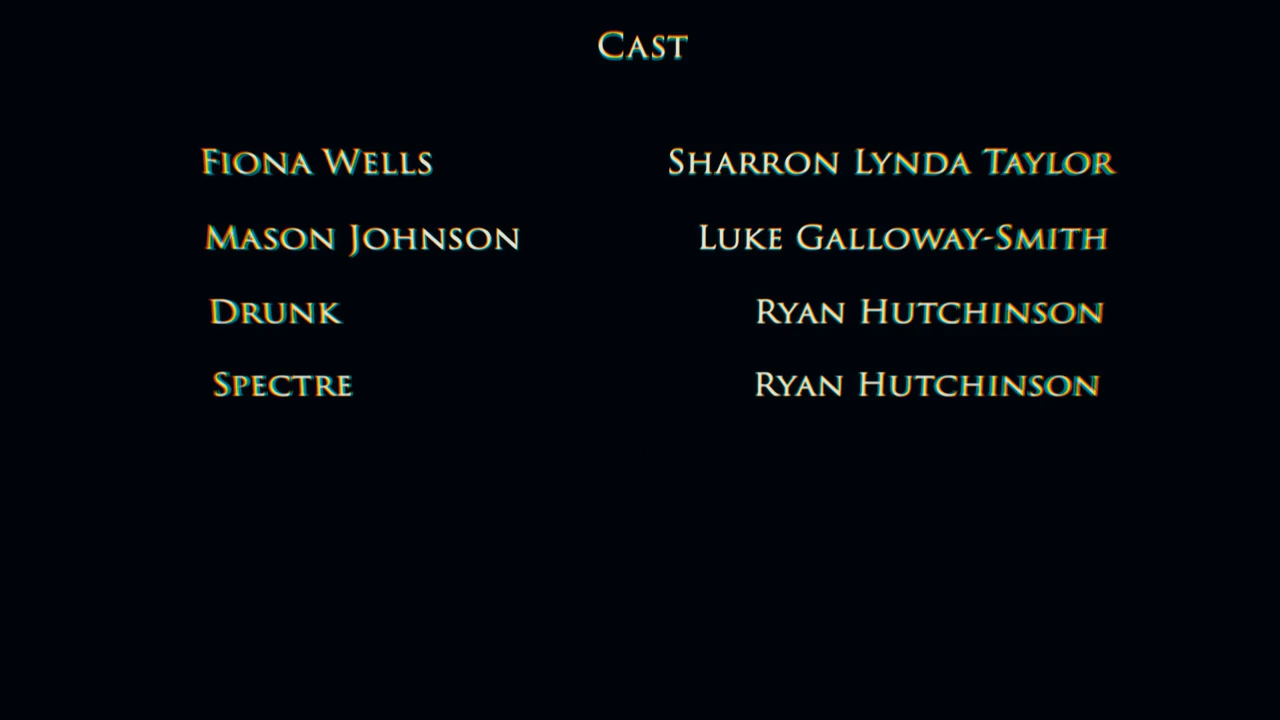 Cast
Fiona Wells Sharron Lynda Taylor
Mason Johnson Luke Galloway-Smith
Drunk Ryan Hutchinson
Spectre Ryan Hutchinson